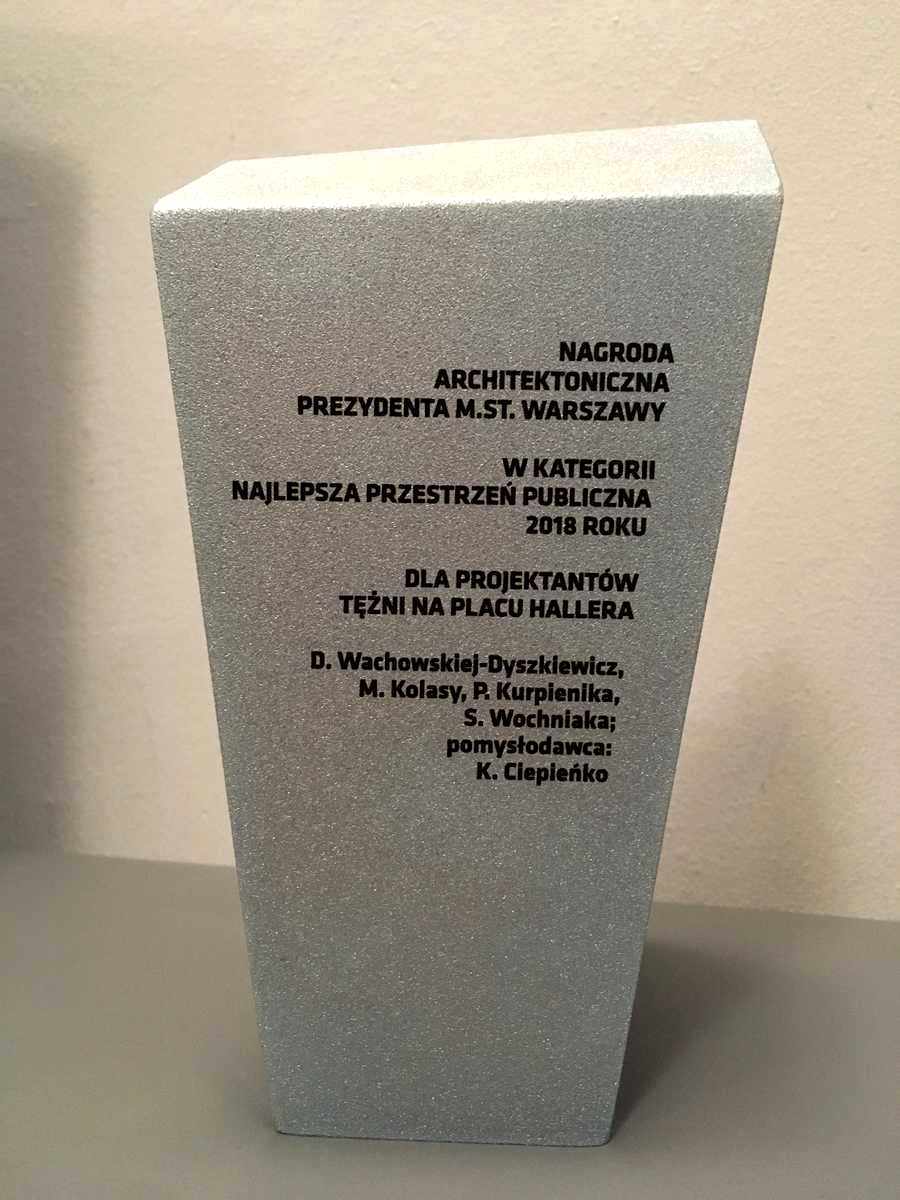 NAGRODA
ARCHITEKTONICZNA
PREZYDENTA M.ST. WARSZAWY
W KATEGORII
NAJLEPSZA PRZESTRZEŃ PUBLICZNA
2018 ROKU
DLA PROJEKTANTÓW
TĘŻNI NA PLACU HALLERA
D. Wachowskiej-Dyszkiewicz,
M. Kolasy, P. Kurpienika,
S. Wochniaka;
pomysłodawca:
K. Ciepieńko